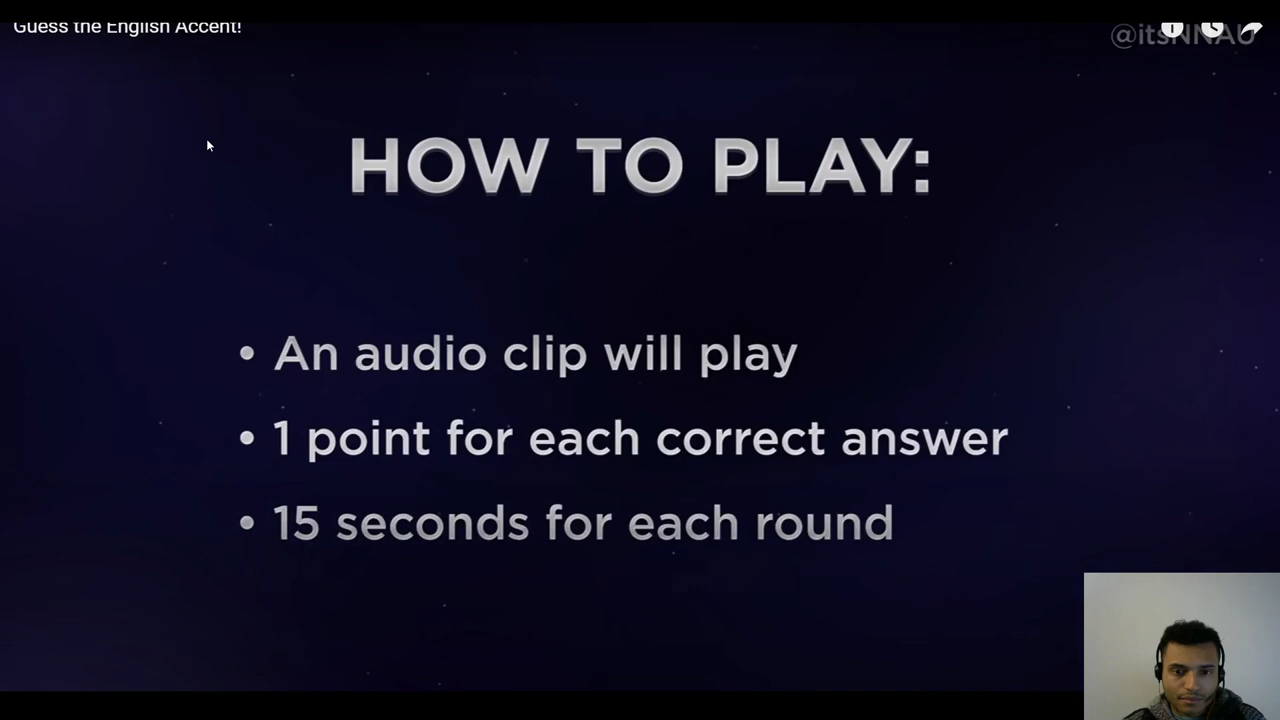 Guess the English Accent!
@itsNNAU
HOW TO PLAY:
• An audio clip will play
• 1 point for each correct answer
• 15 seconds for each round